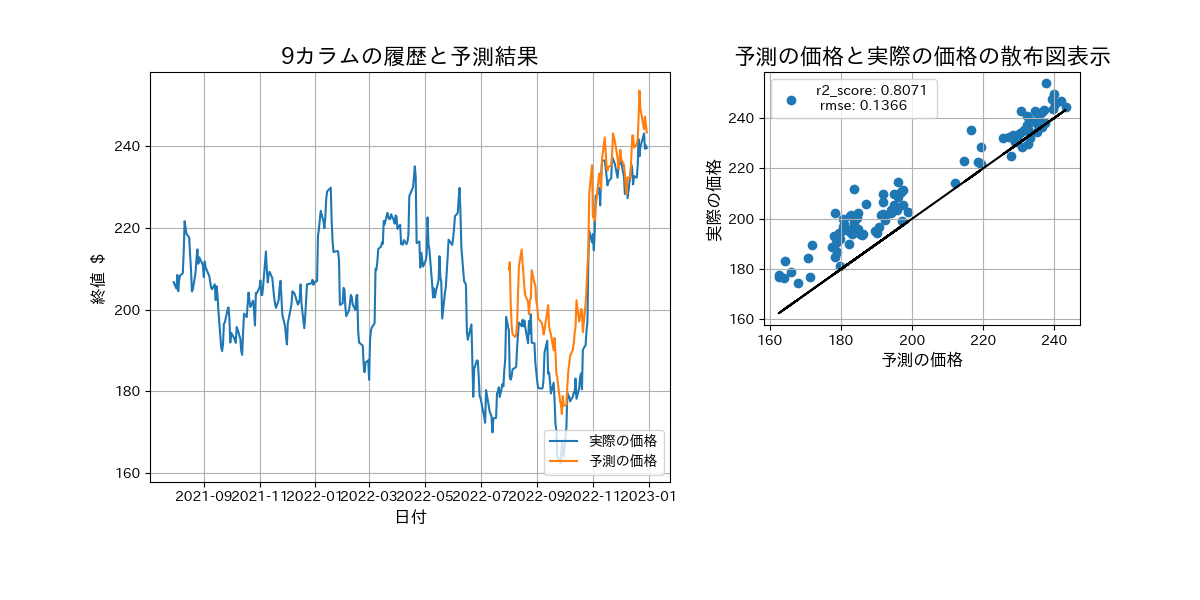 9カラムの履歴と予測結果
終値 $
240
220
200
180
160
2021-09
2021-11
2022-01
2022-03
2022-05
2022-07
2022-09
2022-11
2023-01
日付
実際の価格
予測の価格
予測の価格と実際の価格の散布図表示
r2_score: 0.8071
rmse: 0.1366
実際の価格
240
220
200
180
160
160
180
200
220
240
予測の価格